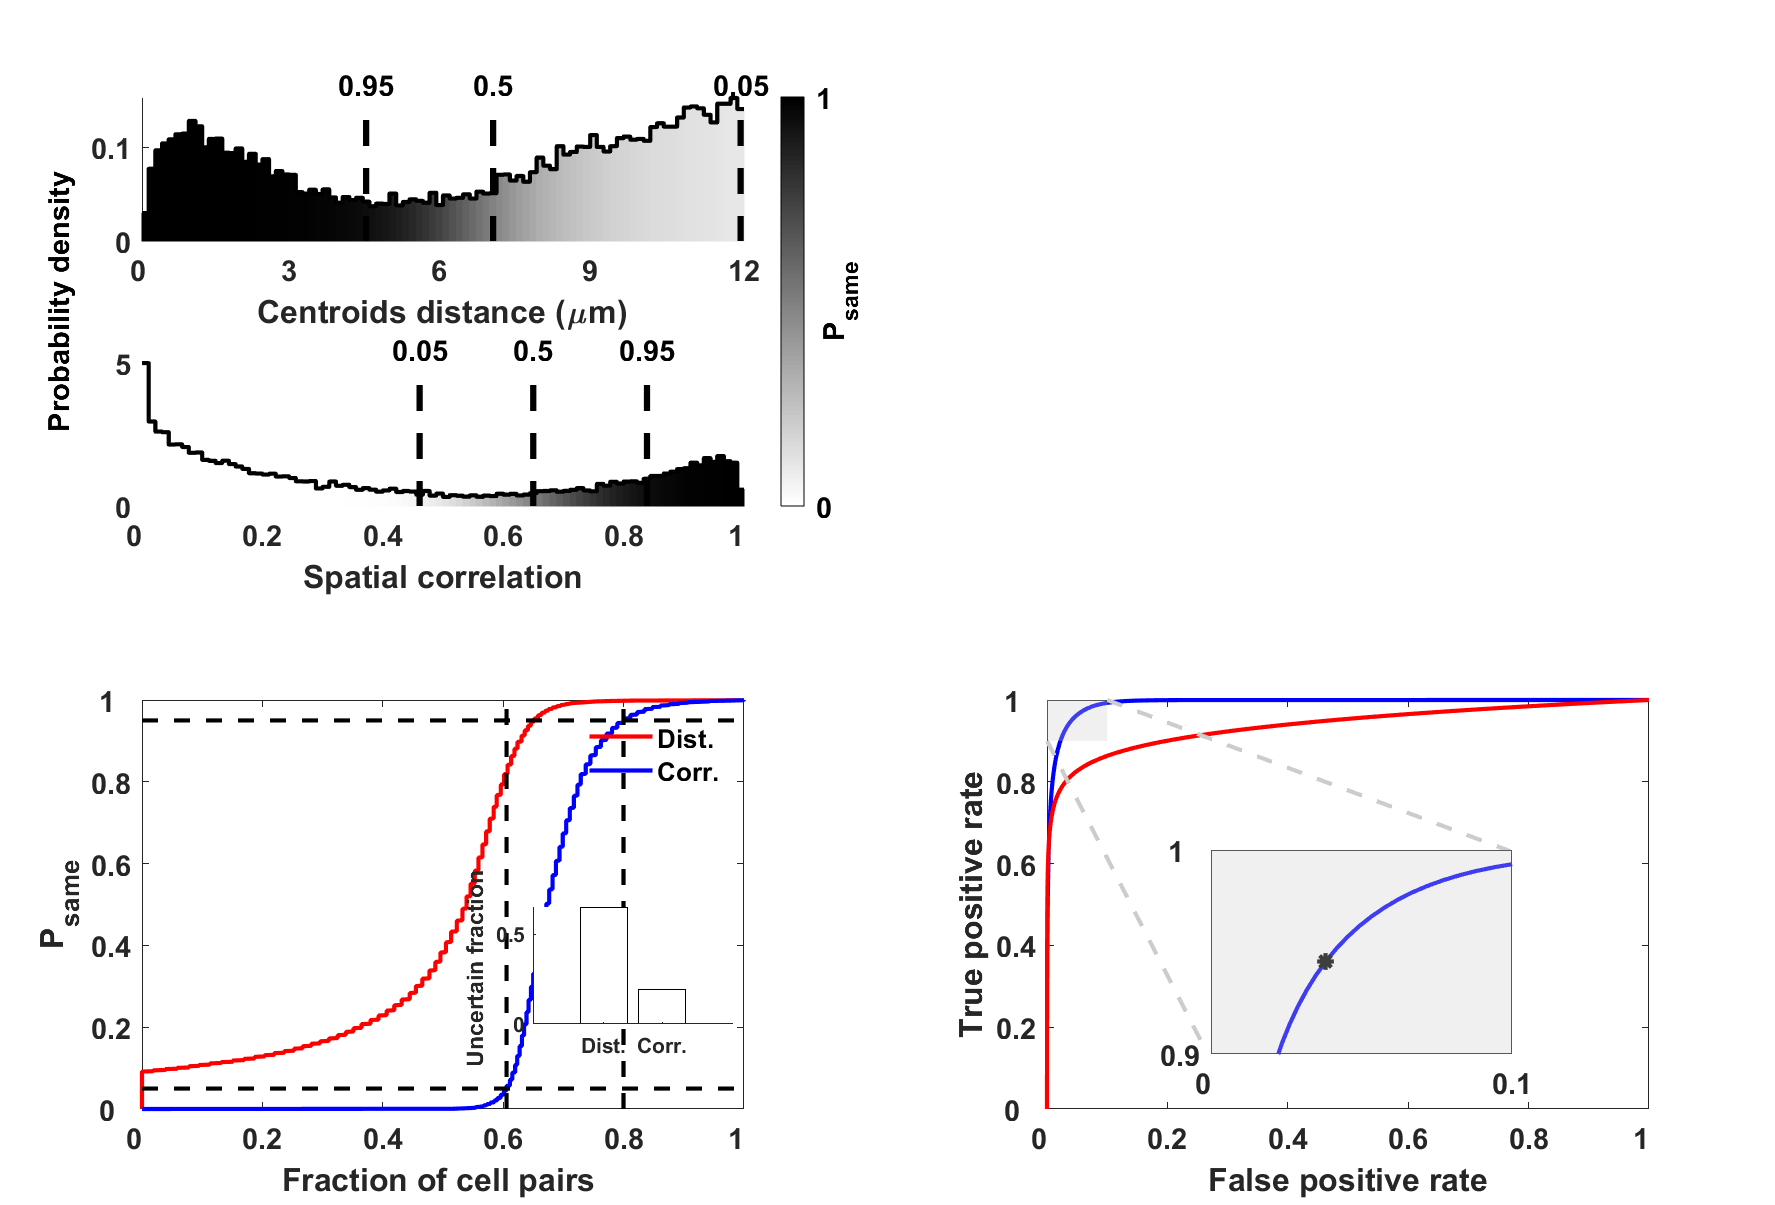 0.95 0.5 0.05
0.1
0
0 3 6 9 12
Centroids distance (μm)
Probability density
1
0
P same
0.05 0.5 0.95
5
0
0 0.2 0.4 0.6 0.8 1
Spatial correlation
1
0.8
0.6
0.4
0.2
0
P same
Dist.
Corr.
Uncertain fraction
0.5
0
Dist. Corr.
0 0.2 0.4 0.6 0.8 1
Fraction of cell pairs
1
0.8
0.6
0.4
0.2
0
True positive rate
1
0.9
0 0.1
0 0.2 0.4 0.6 0.8 1
False positive rate